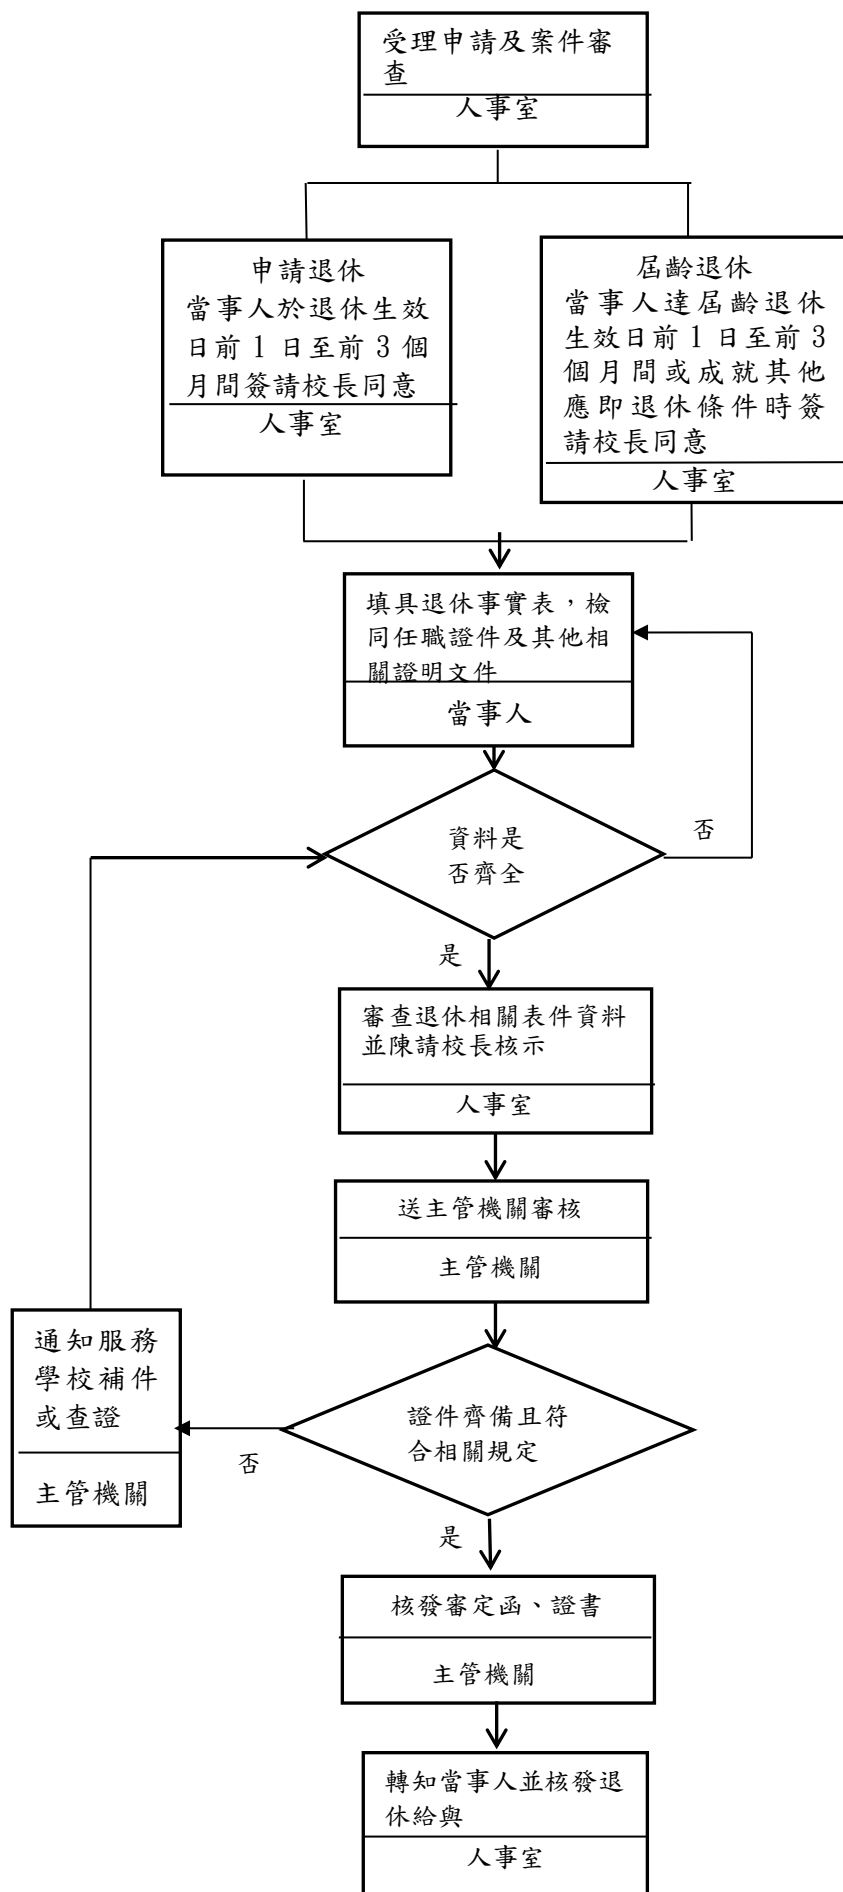 受理申請及案件審
查
人事室
申請退休
當事人於退休生效
日前 1 日至前 3 個
月間簽請校長同意
人事室
屆齡退休
當事人達屆齡退休
生效日前 1 日至前 3
個月間或成就其他
應即退休條件時簽
請校長同意
人事室
填具退休事實表，檢
同任職證件及其他相
關證明文件
當事人
資料是
否齊全
否
是
審查退休相關表件資料
並陳請校長核示
人事室
送主管機關審核
主管機關
通知服務
學校補件
或查證
主管機關
證件齊備且符
合相關規定
否
是
核發審定函、證書
主管機關
轉知當事人並核發退
休給與
人事室